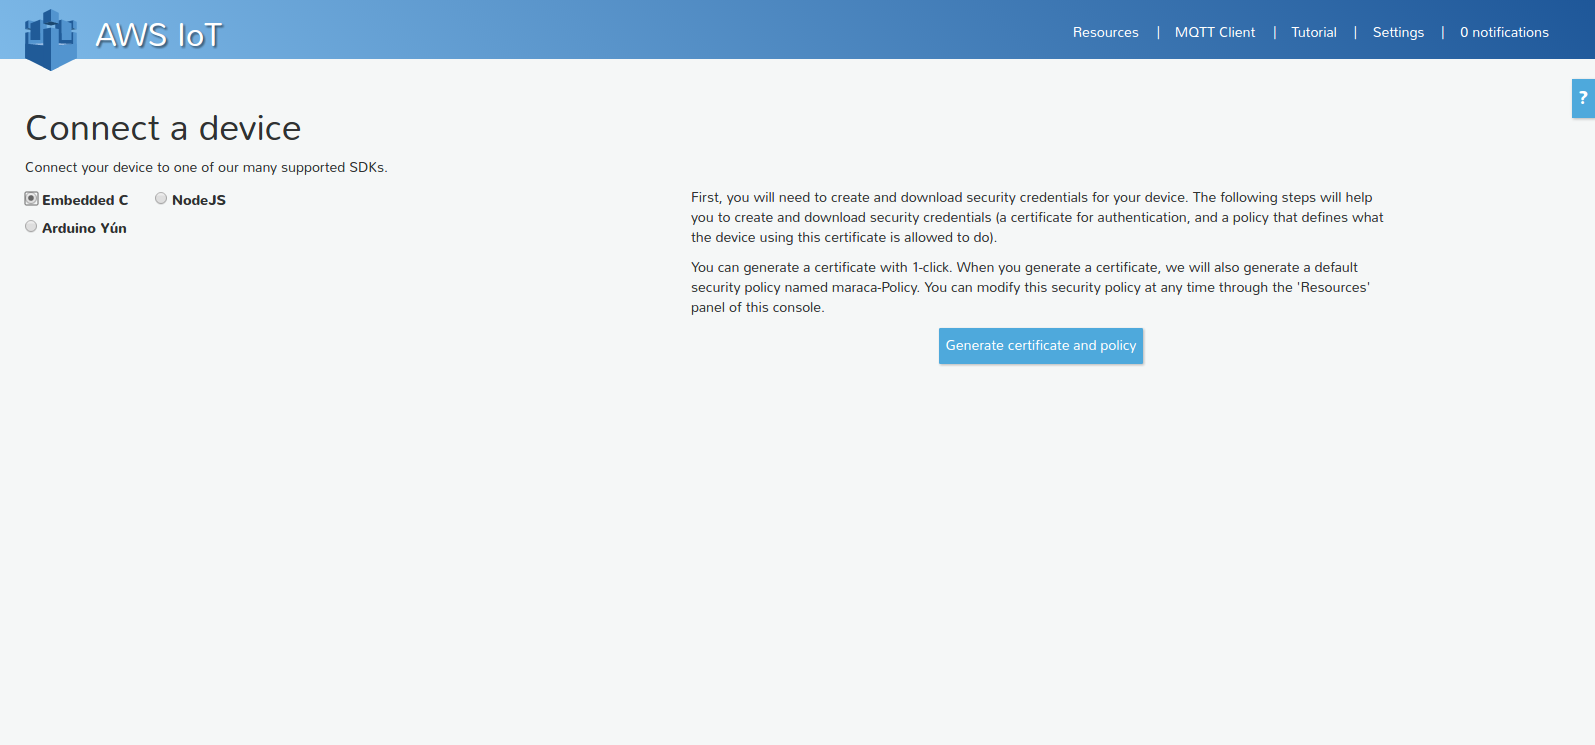 AWS IoT
Resources | MQTT Client | Tutorial | Settings | 0 notifications
?
Connect a device
Connect your device to one of our many supported SDKs.
Embedded C NodeJS
Arduino Yún
First, you will need to create and download security credentials for your device. The following steps will help
you to create and download security credentials (a certificate for authentication, and a policy that defines what
the device using this certificate is allowed to do).
You can generate a certificate with 1-click. When you generate a certificate, we will also generate a default
security policy named maraca-Policy. You can modify this security policy at any time through the 'Resources'
panel of this console.
Generate certificate and policy